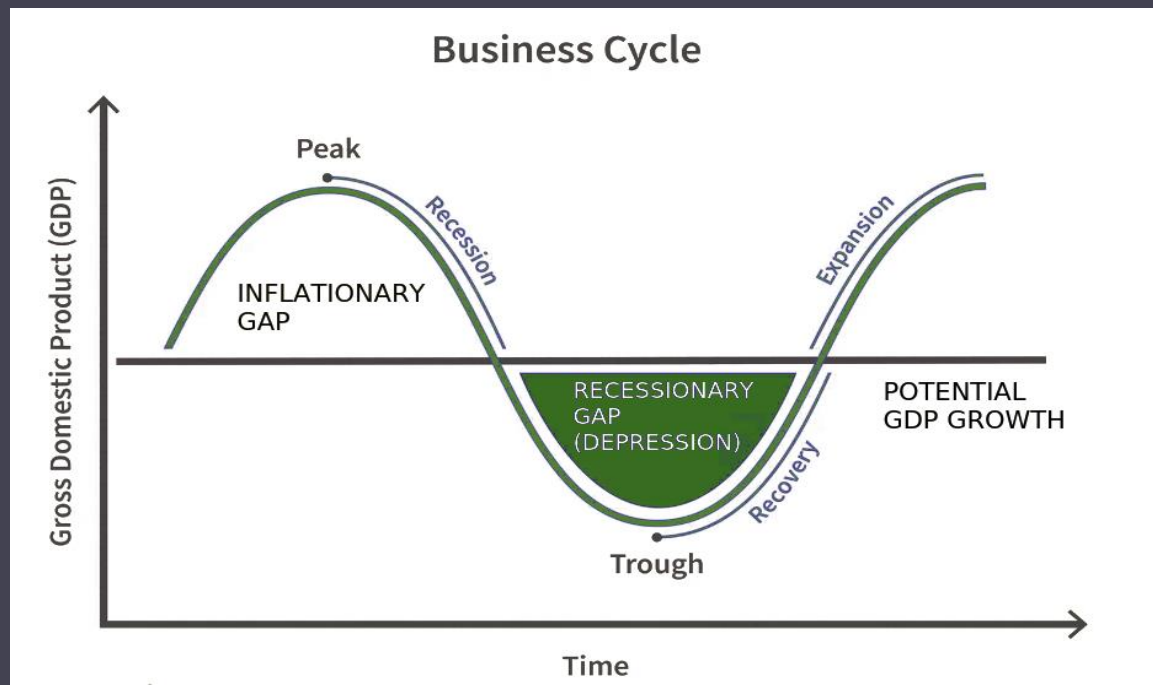 Business Cycle
Peak
Recession
Expansion
Gross Domestic Product (GDP)
INFLATIONARY
GAP
RECESSIONARY
GAP
(DEPRESSION)
POTENTIAL
GDP GROWTH
Recovery
Trough
Time